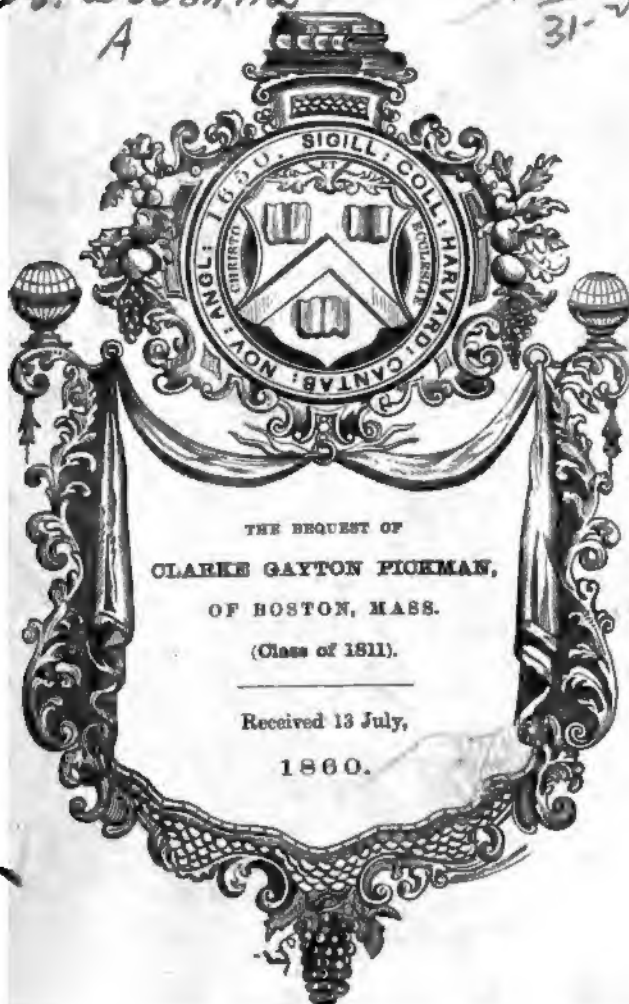 A
31-
SIGILL: COLL: HARVARD: CANTAB: NOV: ANGL: 1650.
ET
CHRISTO
ECCLESIAE
THE BEQUEST OF
CLARKE GAYTON PICKMAN,
OF BOSTON, MASS.
(Class of 1811).
Received 13 July,
1860.